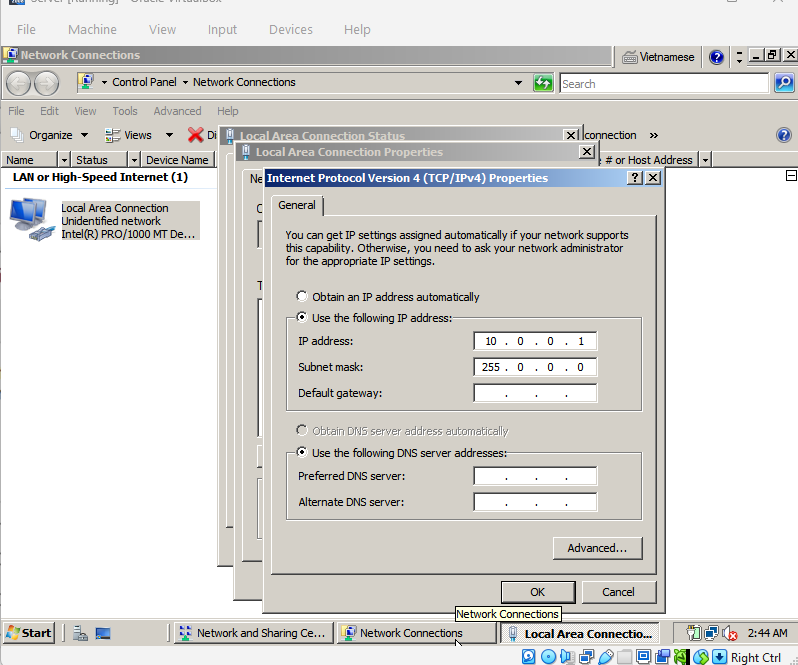 Server [Running] - Oracle VirtualBox
File Machine View Input Devices Help
Network Connections
Vietnamese
Control Panel Network Connections
Search
File Edit View Tools Advanced Help
Organize Views Di
onnection »
Name Status Device Name # or Host Address
LAN or High-Speed Internet (1)
Local Area Connection
Unidentified network
Intel(R) PRO/1000 MT De...
Local Area Connection Status
Local Area Connection Properties
Ne
Internet Protocol Version 4 (TCP/IPv4) Properties
General
You can get IP settings assigned automatically if your network supports
this capability. Otherwise, you need to ask your network administrator
for the appropriate IP settings.
Obtain an IP address automatically
Use the following IP address:
IP address: 10 . 0 . 0 . 1
Subnet mask: 255 . 0 . 0 . 0
Default gateway: . . .
Obtain DNS server address automatically
Use the following DNS server addresses:
Preferred DNS server: . . .
Alternate DNS server: . . .
Advanced...
OK Cancel
Network Connections
Start Network and Sharing Ce... Network Connections Local Area Connectio... 2:44 AM
Right Ctrl